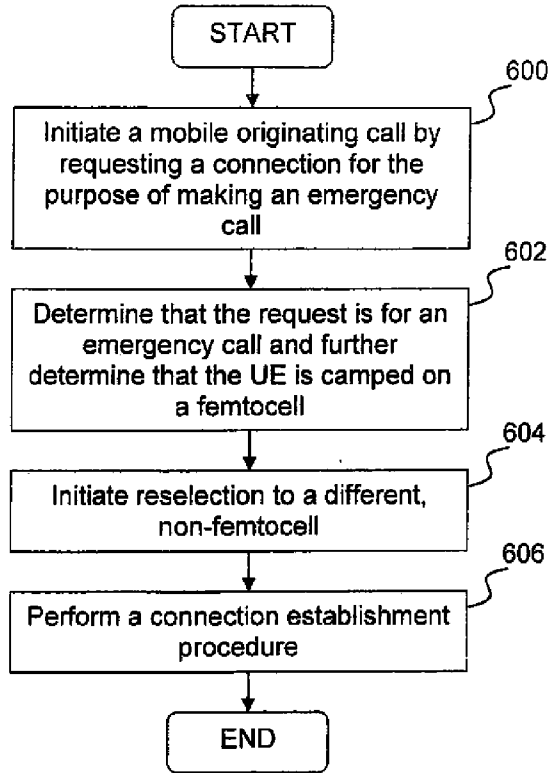 START
600
Initiate a mobile originating call by
requesting a connection for the
purpose of making an emergency
call
602
Determine that the request is for an
emergency call and further
determine that the UE is camped on
a femtocell
604
Initiate reselection to a different,
non-femtocell
606
Perform a connection establishment
procedure
END